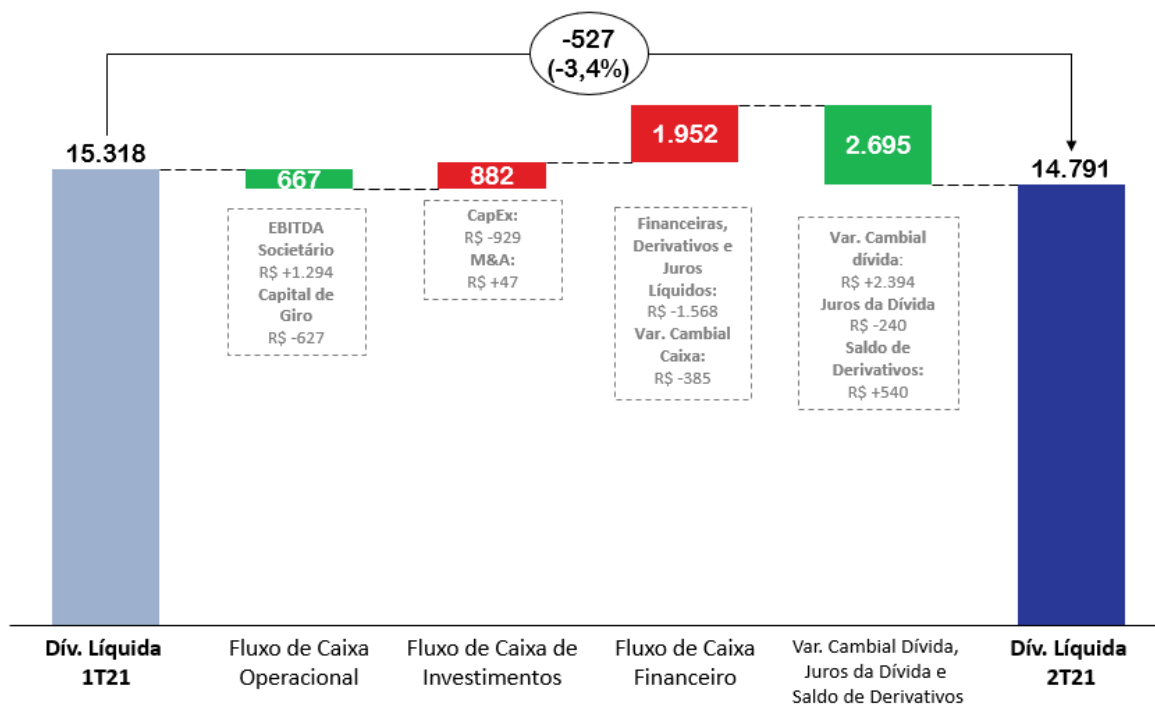 -527
(-3,4%)
15.318
667
882
1.952
2.695
14.791
EBITDA
Societário
R$ +1.294
Capital de
Giro
R$ -627
CapEx:
R$ -929
M&A:
R$ +47
Financeiras,
Derivativos e
Juros
Líquidos:
R$ -1.568
Var. Cambial
Caixa:
R$ -385
Var. Cambial
dívida:
R$ +2.394
Juros da Dívida
R$ -240
Saldo de
Derivativos:
R$ +540
Dív. Líquida
1T21
Fluxo de Caixa
Operacional
Fluxo de Caixa de
Investimentos
Fluxo de Caixa
Financeiro
Var. Cambial Dívida,
Juros da Dívida e
Saldo de Derivativos
Dív. Líquida
2T21